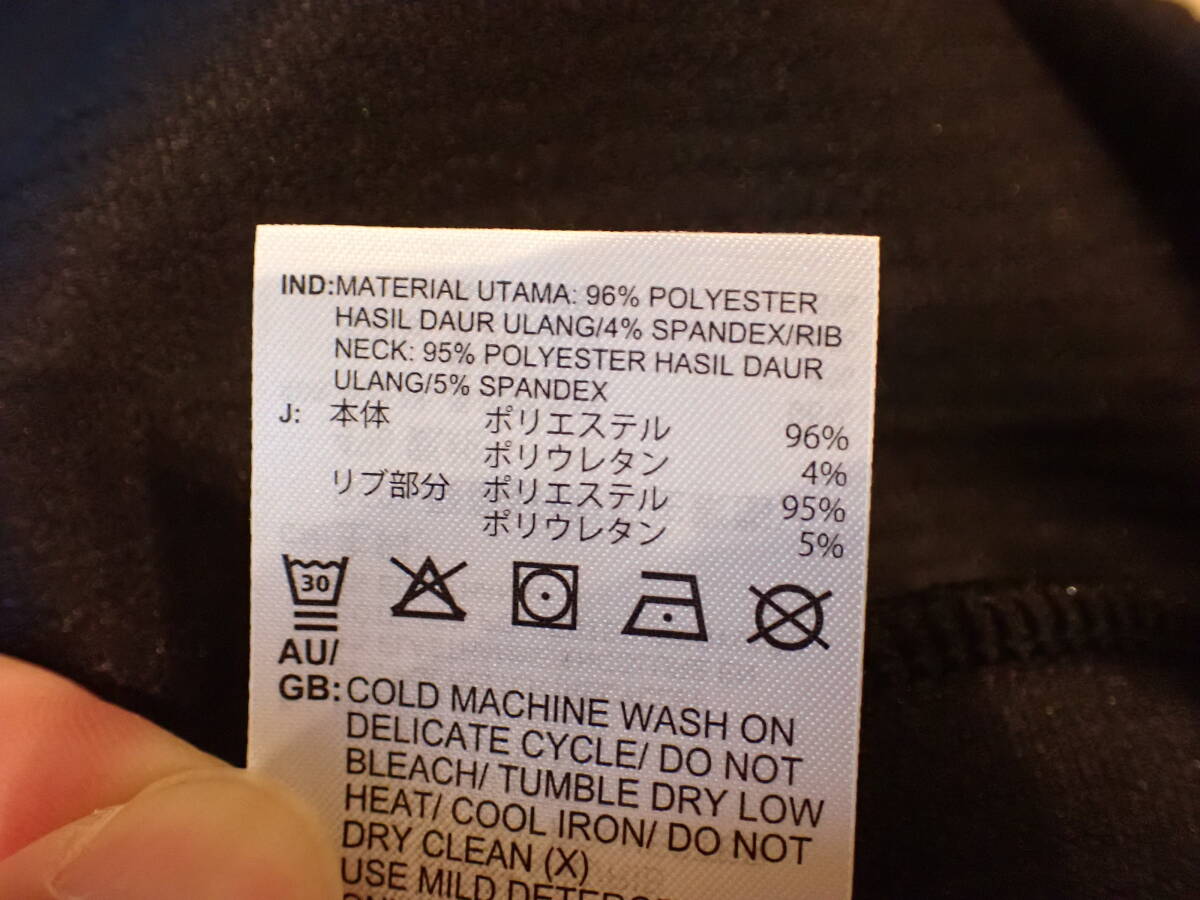 IND:MATERIAL UTAMA: 96% POLYESTER
HASIL DAUR ULANG/4% SPANDEX/RIB
NECK: 95% POLYESTER HASIL DAUR
ULANG/5% SPANDEX
J: 本体 ポリエステル 96%
ポリウレタン 4%
リブ部分 ポリエステル 95%
ポリウレタン 5%
30
AU/
GB: COLD MACHINE WASH ON
DELICATE CYCLE/ DO NOT
BLEACH/ TUMBLE DRY LOW
HEAT/ COOL IRON/ DO NOT
DRY CLEAN (X)
USE MILD